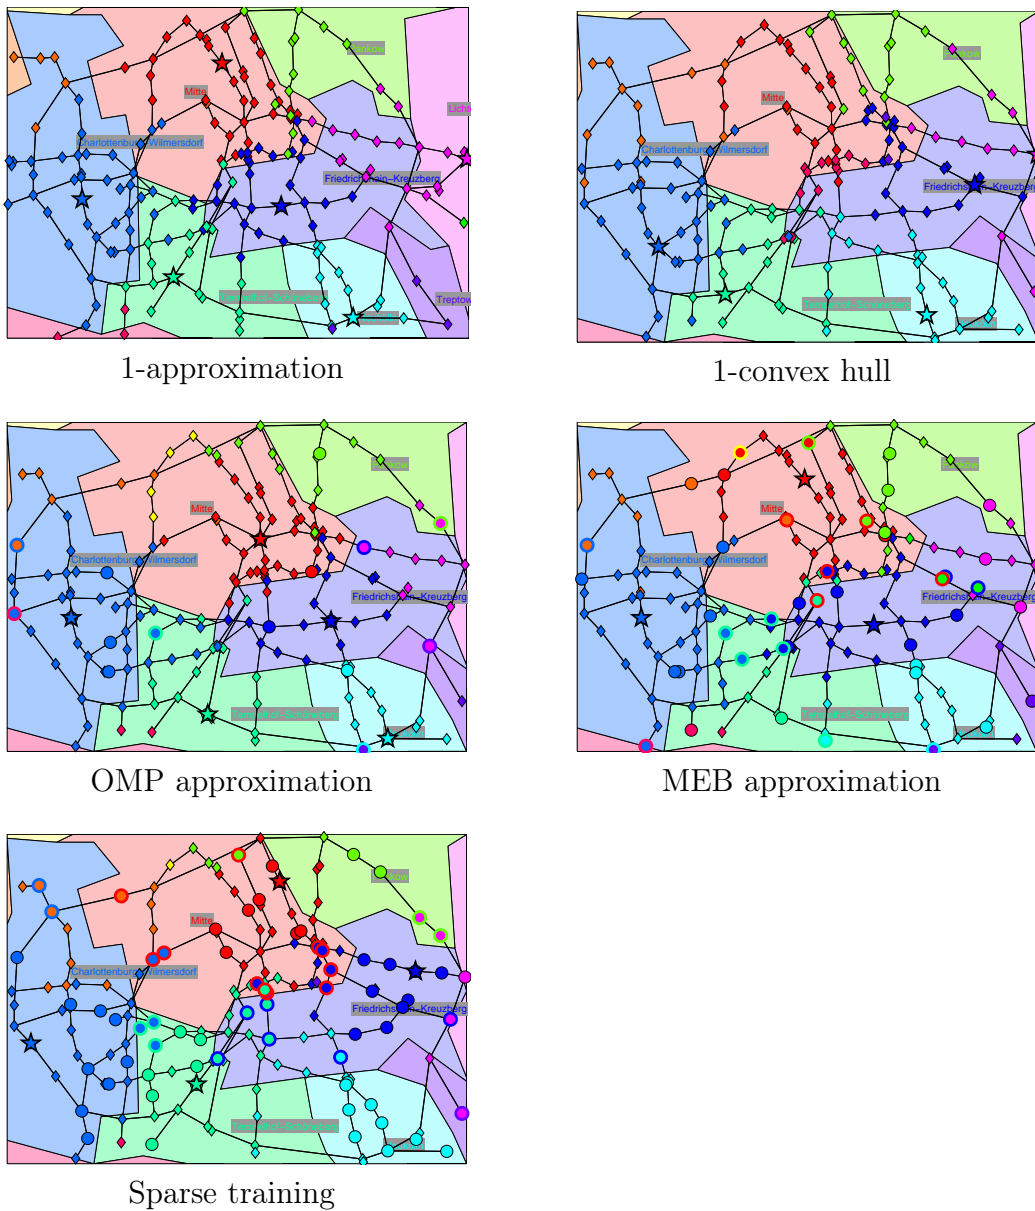 Pankow
Mitte
Lich
Charlottenburg-Wilmersdorf
Friedrichshain-Kreuzberg
Tempelhof-Schöneberg
Treptow
1-approximation
Mitte
Charlottenburg-Wilmersdorf
Friedrichshain-Kreuzberg
1-convex hull
Mitte
Charlottenburg-Wilmersdorf
Friedrichshain-Kreuzberg
OMP approximation
Mitte
Charlottenburg-Wilmersdorf
Friedrichshain-Kreuzberg
MEB approximation
Mitte
Charlottenburg-Wilmersdorf
Friedrichshain-Kreuzberg
Sparse training